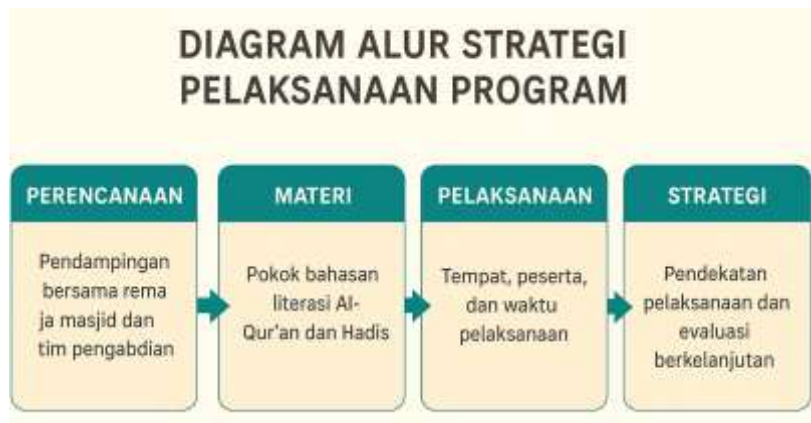 DIAGRAM ALUR STRATEGI
PELAKSANAAN PROGRAM
PERENCANAAN
Pendampingan
bersama rema
ja masjid dan
tim pengabdian
MATERI
Pokok bahasan
literasi Al-
Qur'an dan Hadis
PELAKSANAAN
Tempat, peserta,
dan waktu
pelaksanaan
STRATEGI
Pendekatan
pelaksanaan dan
evaluasi
berkelanjutan